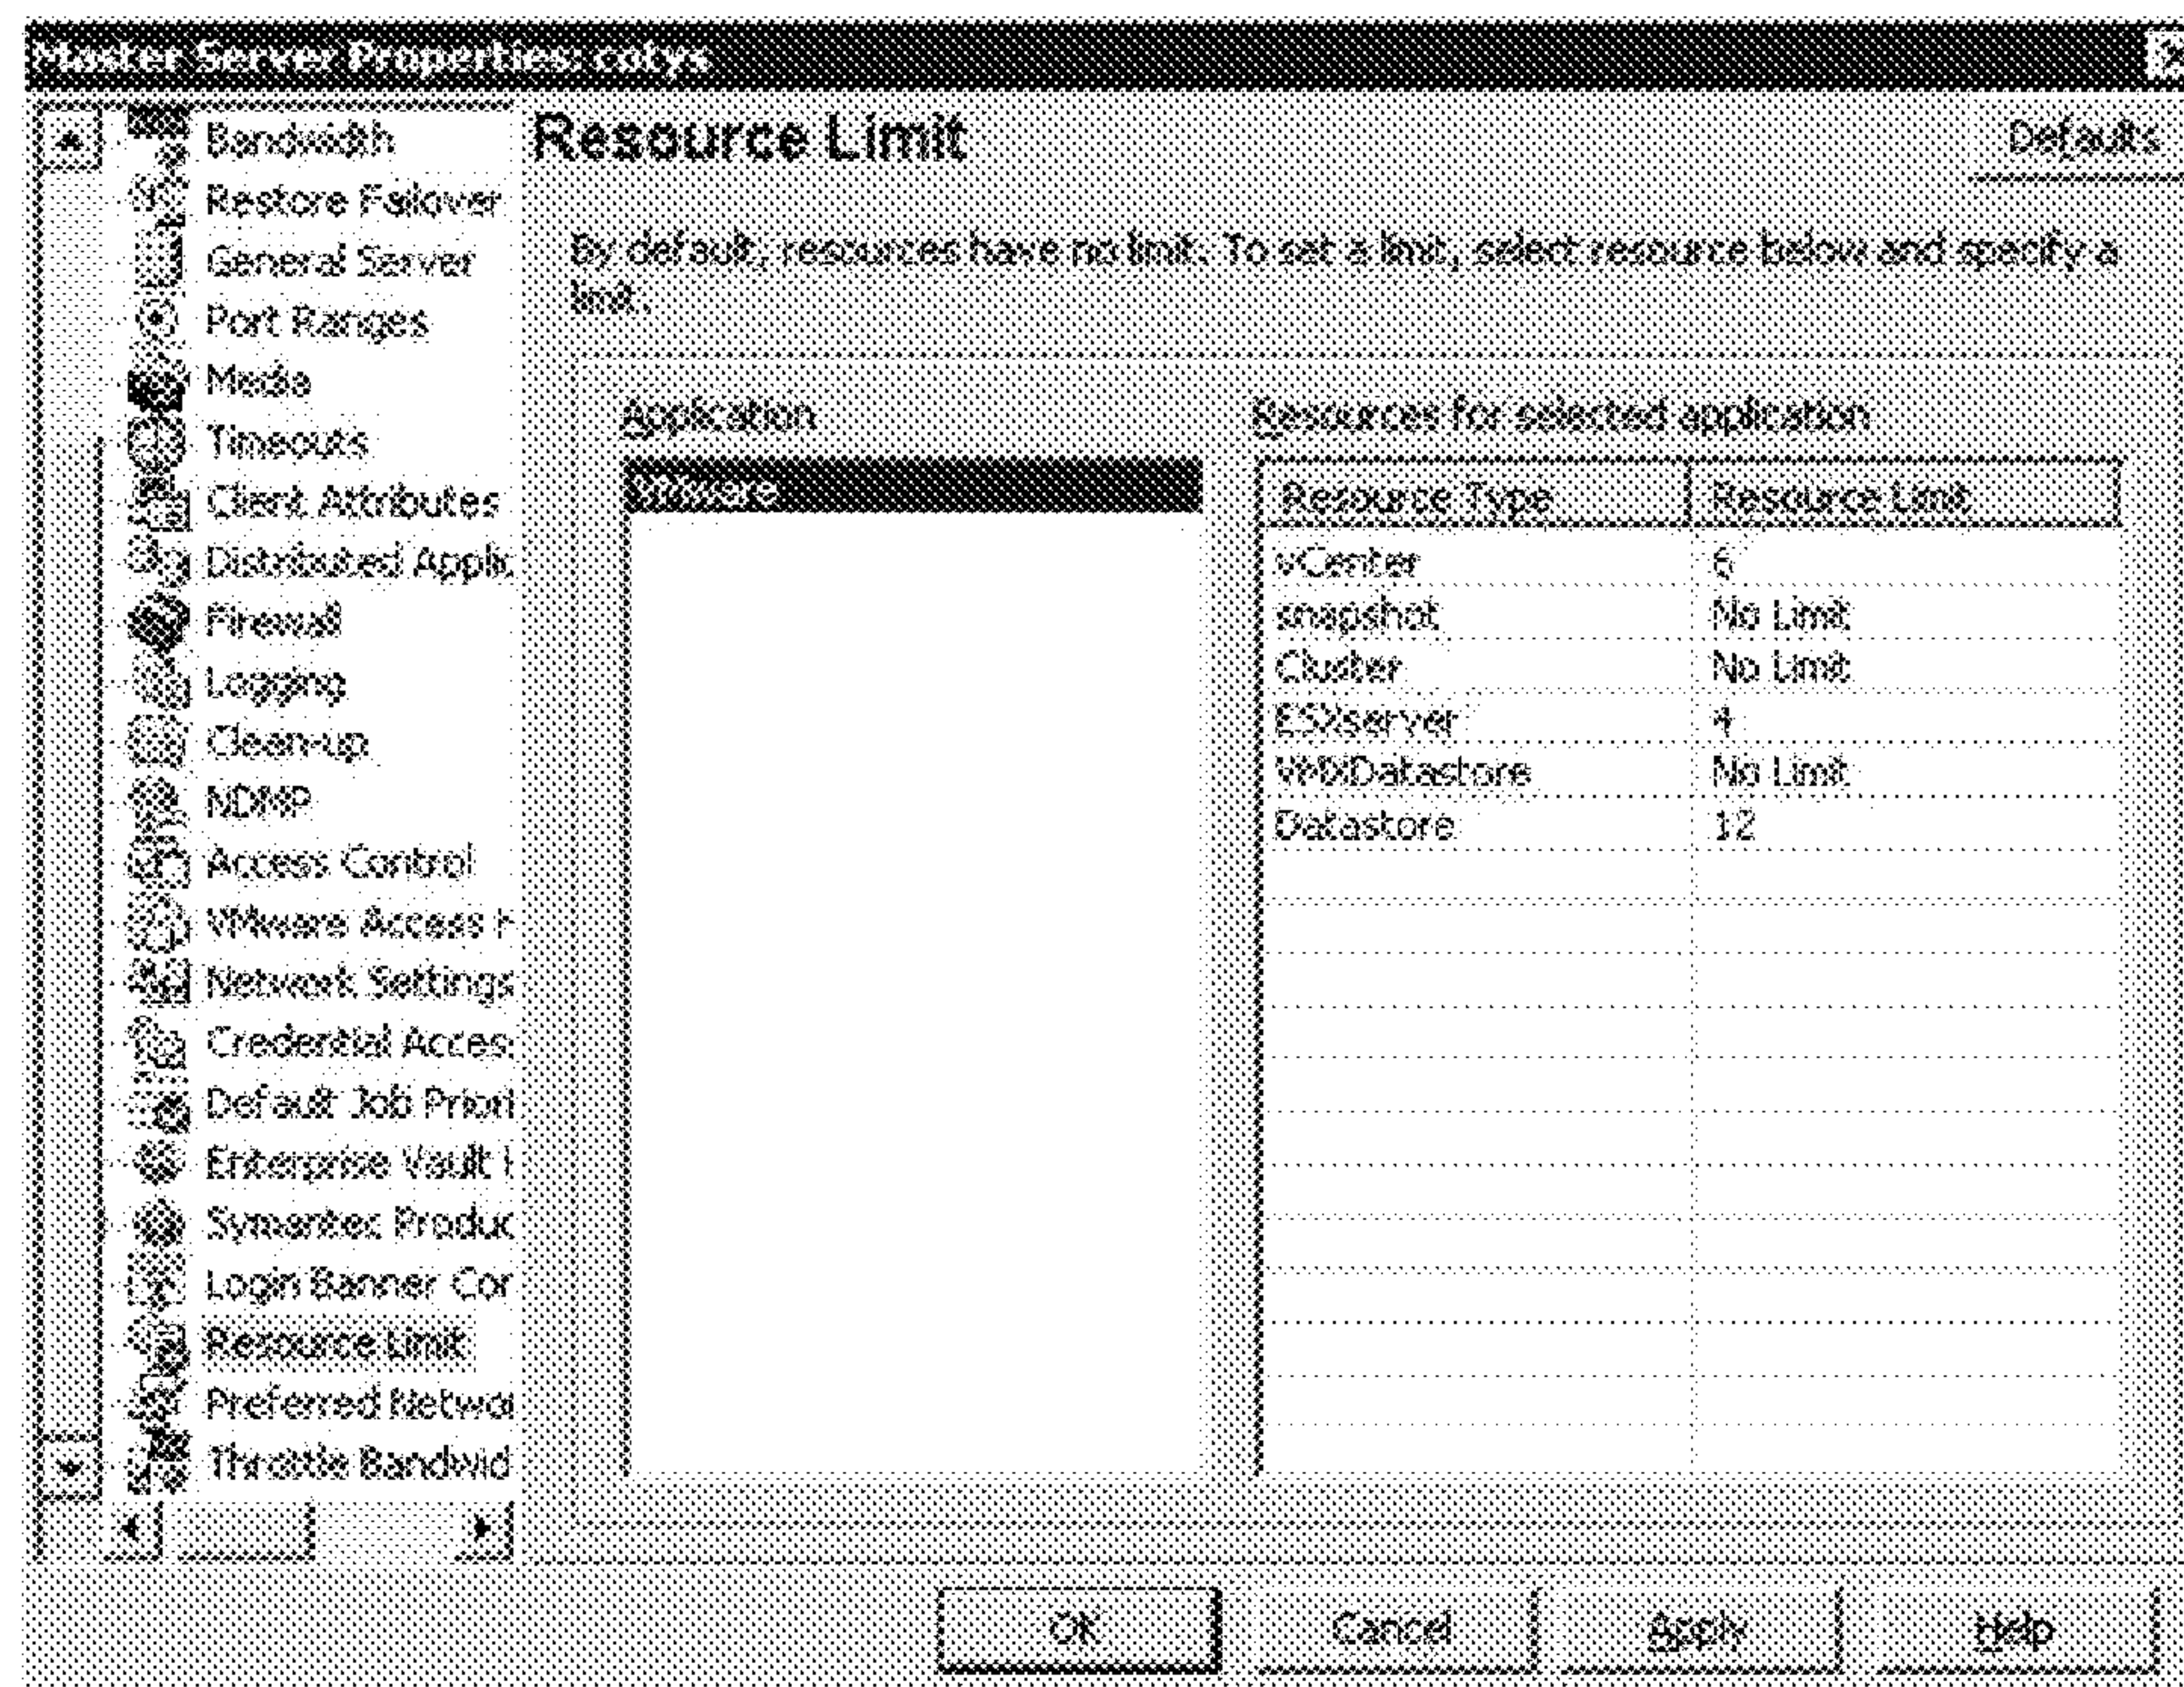 Master Server Properties: cotys
Bandwidth
Restore Failover
General Server
Port Ranges
Media
Timeouts
Client Attributes
Distributed Applic
Firewall
Logging
Clean-up
NDMP
Access Control
VMware Access H
Network Settings
Credential Acces
Default Job Priori
Enterprise Vault H
Symantec Produc
Login Banner Con
Resource Limit
Preferred Networ
Throttle Bandwid
Resource Limit
Defaults
By default, resources have no limit. To set a limit, select resource below and specify a
limit.
Application
VMware
Resources for selected application
Resource Type Resource Limit
vCenter 6
snapshot No Limit
Cluster No Limit
ESXserver 4
VMXDatastore No Limit
Datastore 12
OK Cancel Apply Help